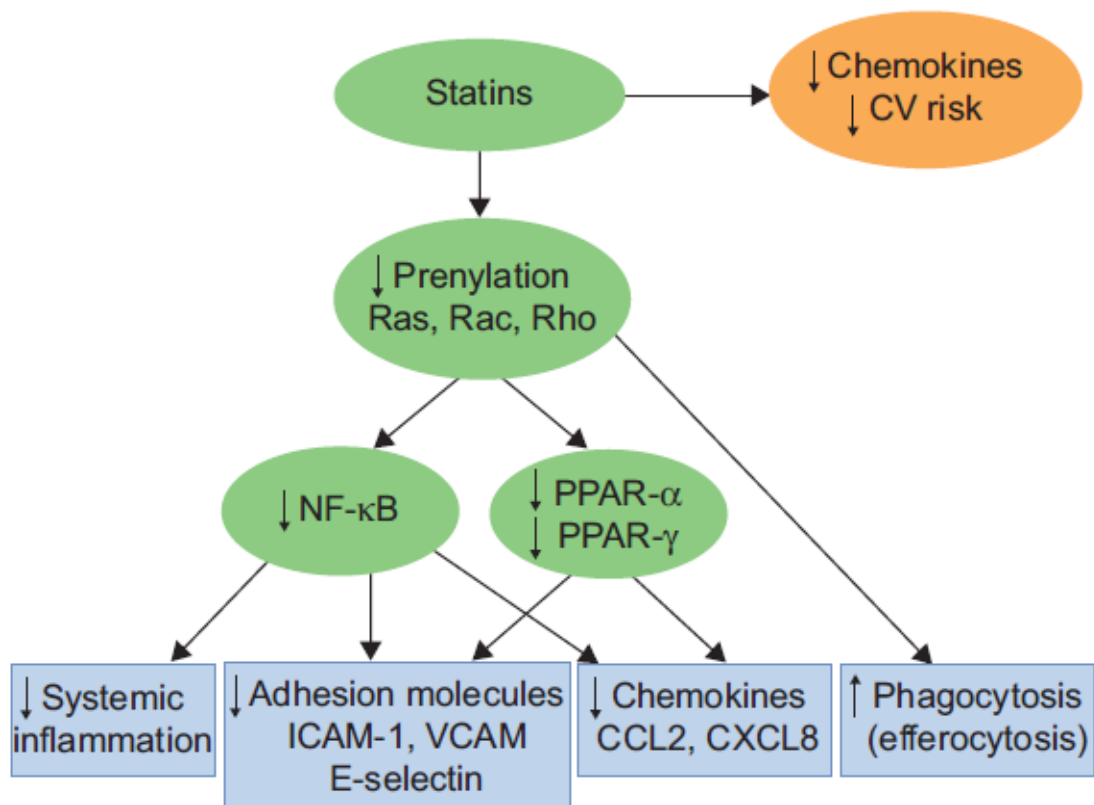 Statins
↓ Chemokines
↓ CV risk
↓ Prenylation
Ras, Rac, Rho
↓ NF-κB
↓ PPAR-α
↓ PPAR-γ
↓ Systemic
inflammation
↓ Adhesion molecules
ICAM-1, VCAM
E-selectin
↓ Chemokines
CCL2, CXCL8
↑ Phagocytosis
(efferocytosis)